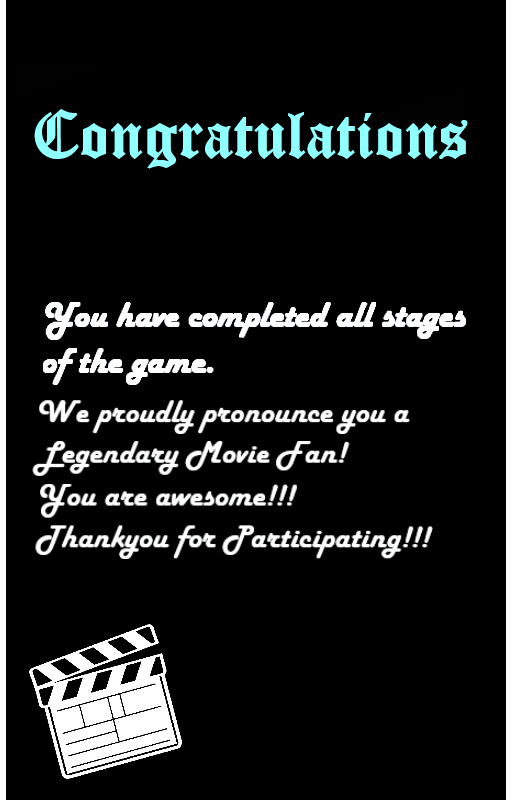 Congratulations
You have completed all stages
of the game.
We proudly pronounce you a
Legendary Movie Fan!
You are awesome!!!
Thankyou for Participating!!!